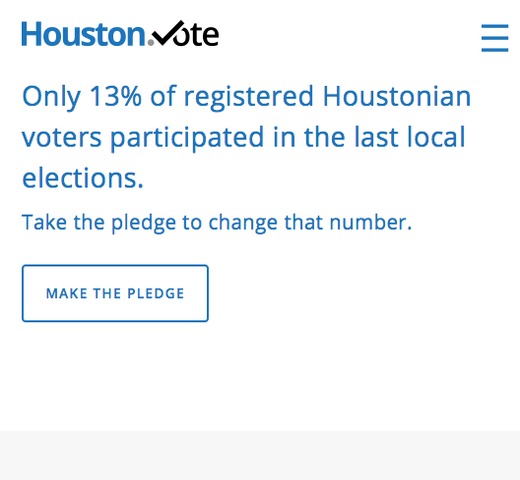 Houston.Vote
Only 13% of registered Houstonian
voters participated in the last local
elections.
Take the pledge to change that number.
MAKE THE PLEDGE